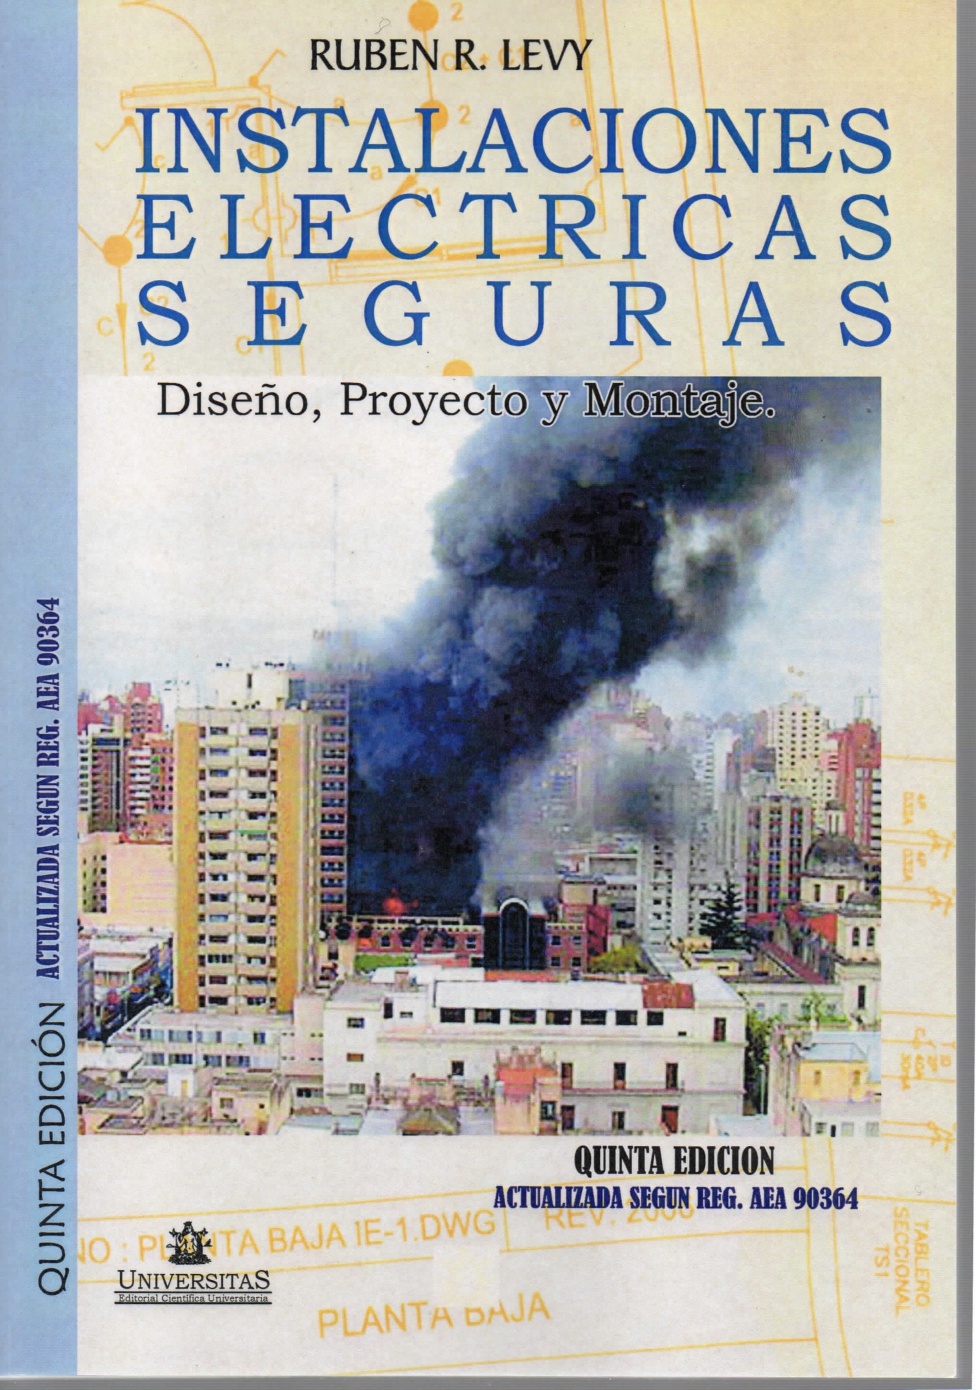 RUBEN R. LEVY
INSTALACIONES
ELECTRICAS
SEGURAS
Diseño, Proyecto y Montaje.
QUINTA EDICIÓN ACTUALIZADA SEGUN REG. AEA 90364
QUINTA EDICION
ACTUALIZADA SEGUN REG. AEA 90364
PLANTA BAJA IE-1.DWG
REV. 2006
UNIVERSITAS
Editorial Científica Universitaria
PLANTA BAJA
TABLERO
SECCIONAL
TS1